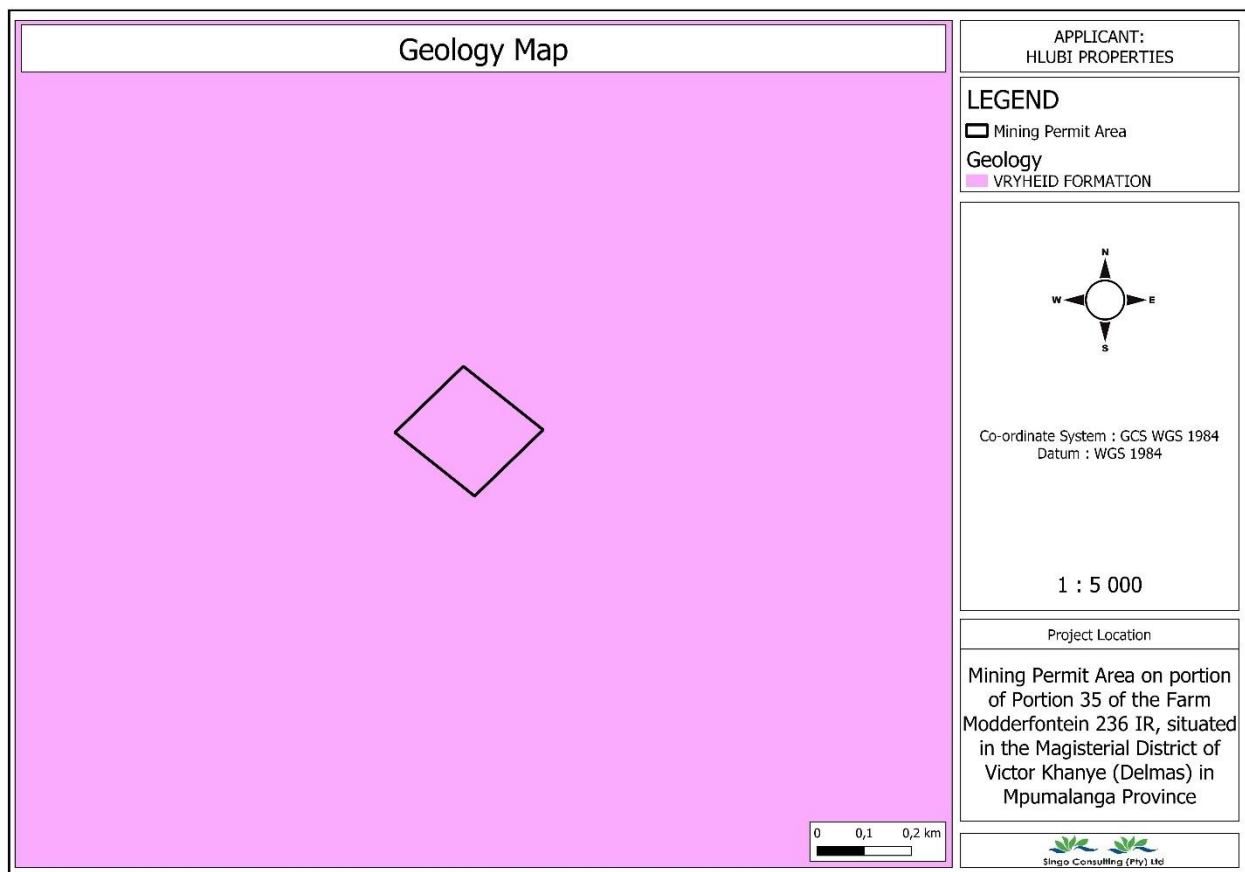 Geology Map
APPLICANT:
HLUBI PROPERTIES
LEGEND
Mining Permit Area
Geology
VRYHEID FORMATION
N
W E
S
Co-ordinate System : GCS WGS 1984
Datum : WGS 1984
1 : 5 000
Project Location
Mining Permit Area on portion
of Portion 35 of the Farm
Modderfontein 236 IR, situated
in the Magisterial District of
Victor Khanye (Delmas) in
Mpumalanga Province
0 0,1 0,2 km
Singo Consulting (Pty) Ltd